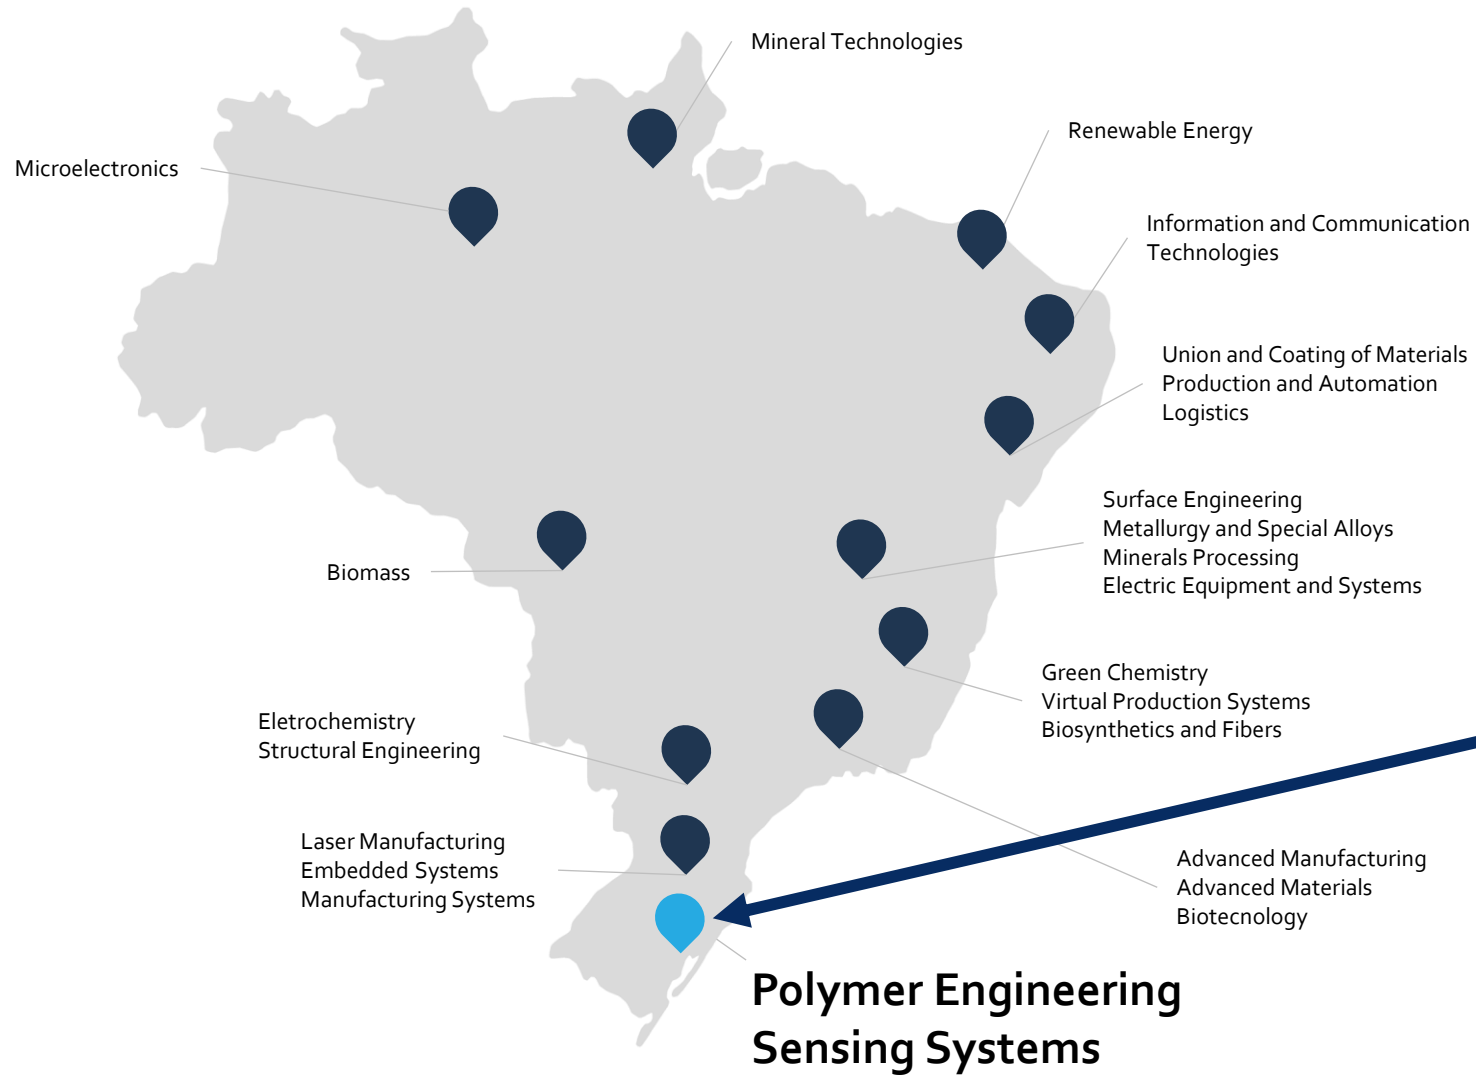 Mineral Technologies
Renewable Energy
Microelectronics
Information and Communication
Technologies
Union and Coating of Materials
Production and Automation
Logistics
Surface Engineering
Metallurgy and Special Alloys
Minerals Processing
Electric Equipment and Systems
Biomass
Green Chemistry
Virtual Production Systems
Biosynthetics and Fibers
Eletrochemistry
Structural Engineering
Laser Manufacturing
Embedded Systems
Manufacturing Systems
Advanced Manufacturing
Advanced Materials
Biotecnology
Polymer Engineering
Sensing Systems